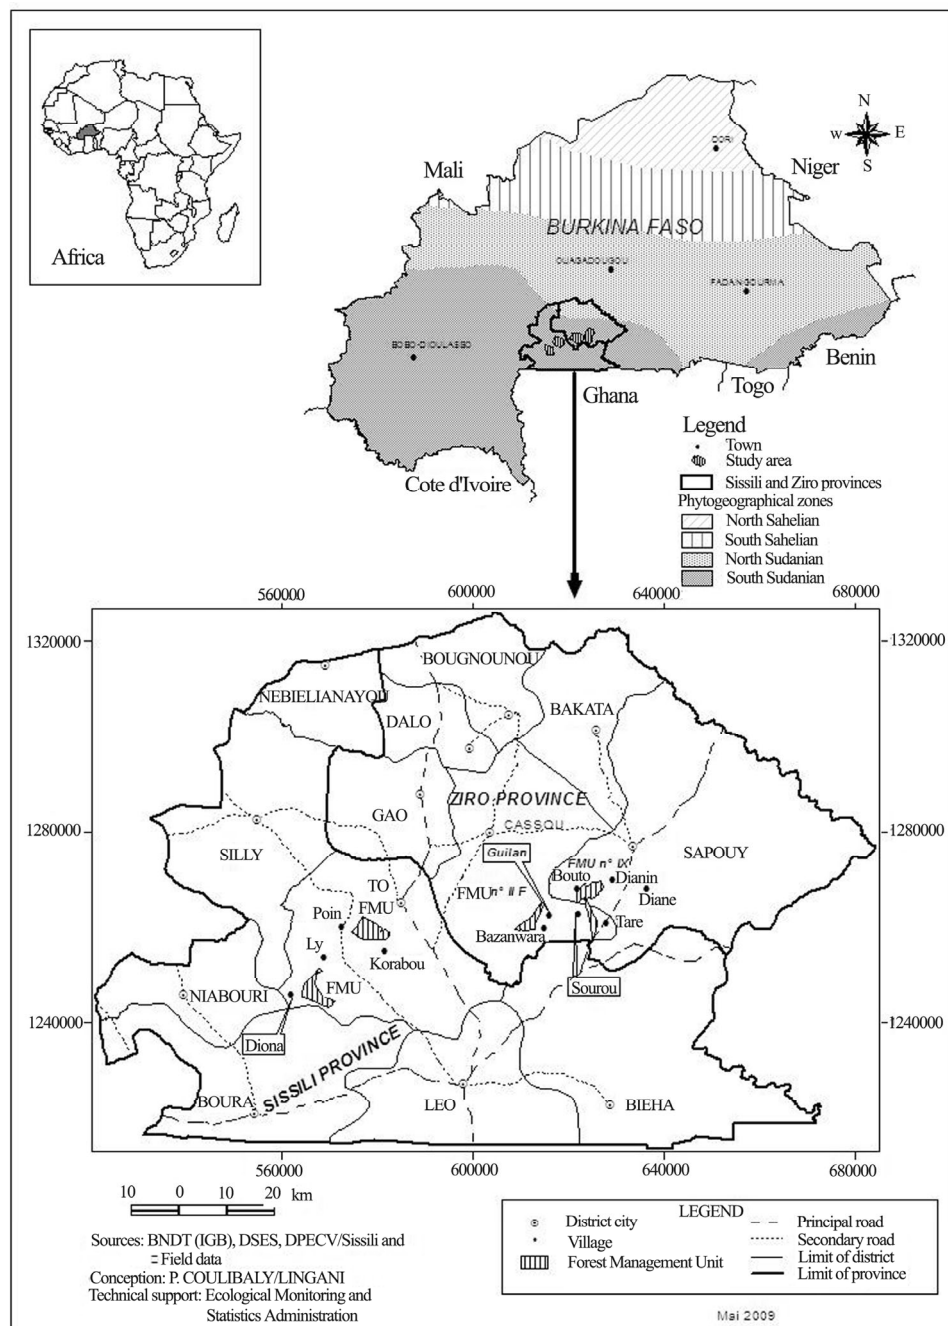 Africa
N
W
E
S
DORI
Mali
Niger
BURKINA FASO
OUAGADOUGOU
FADANGOURMA
BOBO-DIOULASSO
Benin
Togo
Ghana
Cote d'Ivoire
Legend
Town
Study area
Sissili and Ziro provinces
Phytogeographical zones
North Sahelian
South Sahelian
North Sudanian
South Sudanian
560000
600000
640000
680000
1320000
1320000
BOUGNOUNOU
NEBIELIANAYOU
DALO
BAKATA
ZIRO PROVINCE
GAO
CASSOU
1280000
1280000
SILLY
Guilan
SAPOUY
FMU n° IX
Bouto
Dianin
TO
FMU n° II F
Diane
Poin
FMU
Tare
Bazanwara
Ly
Korabou
FMU
Sourou
NIABOURI
1240000
1240000
Diona
SISSILI PROVINCE
BOURA
LEO
BIEHA
560000
600000
640000
680000
10 0 10 20 km
Sources: BNDT (IGB), DSES, DPECV/Sissili and
Field data
Conception: P. COULIBALY/LINGANI
Technical support: Ecological Monitoring and
Statistics Administration
LEGEND
District city
Village
Forest Management Unit
Principal road
Secondary road
Limit of district
Limit of province
Mai 2009